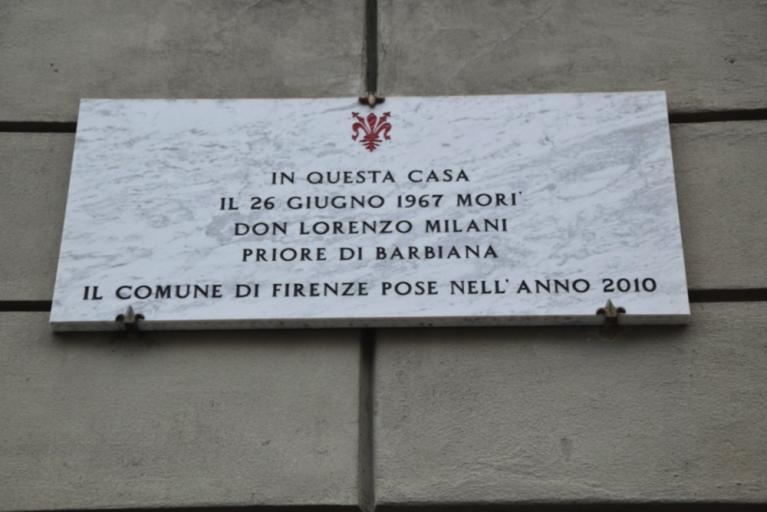 IN QUESTA CASA
IL 26 GIUGNO 1967 MORI'
DON LORENZO MILANI
PRIORE DI BARBIANA
IL COMUNE DI FIRENZE POSE NELL'ANNO 2010